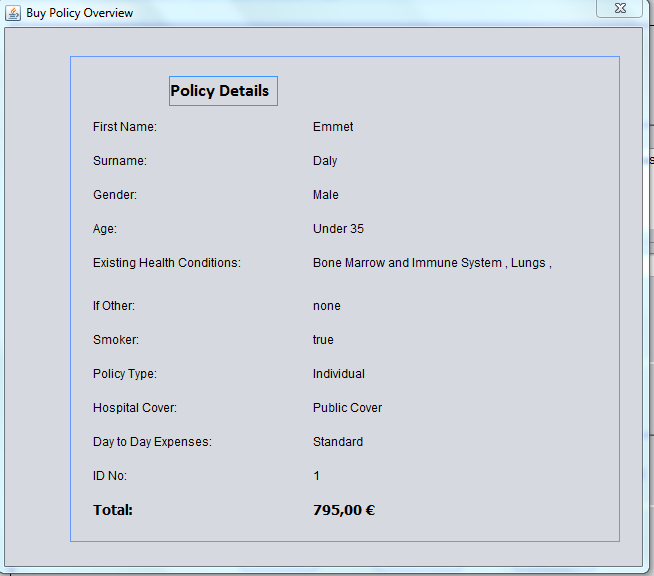 Buy Policy Overview
Policy Details
First Name: Emmet
Surname: Daly
Gender: Male
Age: Under 35
Existing Health Conditions: Bone Marrow and Immune System , Lungs ,
If Other: none
Smoker: true
Policy Type: Individual
Hospital Cover: Public Cover
Day to Day Expenses: Standard
ID No: 1
Total: 795,00 €